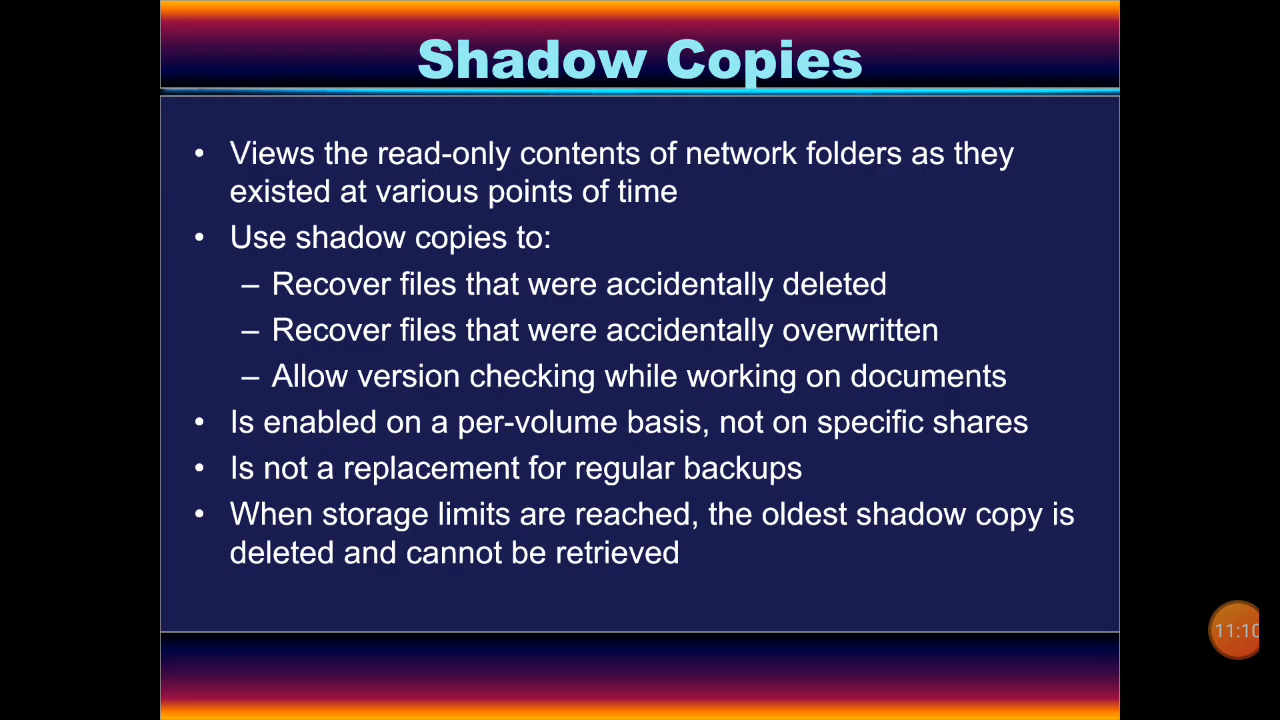 Shadow Copies
• Views the read-only contents of network folders as they
existed at various points of time
• Use shadow copies to:
– Recover files that were accidentally deleted
– Recover files that were accidentally overwritten
– Allow version checking while working on documents
• Is enabled on a per-volume basis, not on specific shares
• Is not a replacement for regular backups
• When storage limits are reached, the oldest shadow copy is
deleted and cannot be retrieved
11:10